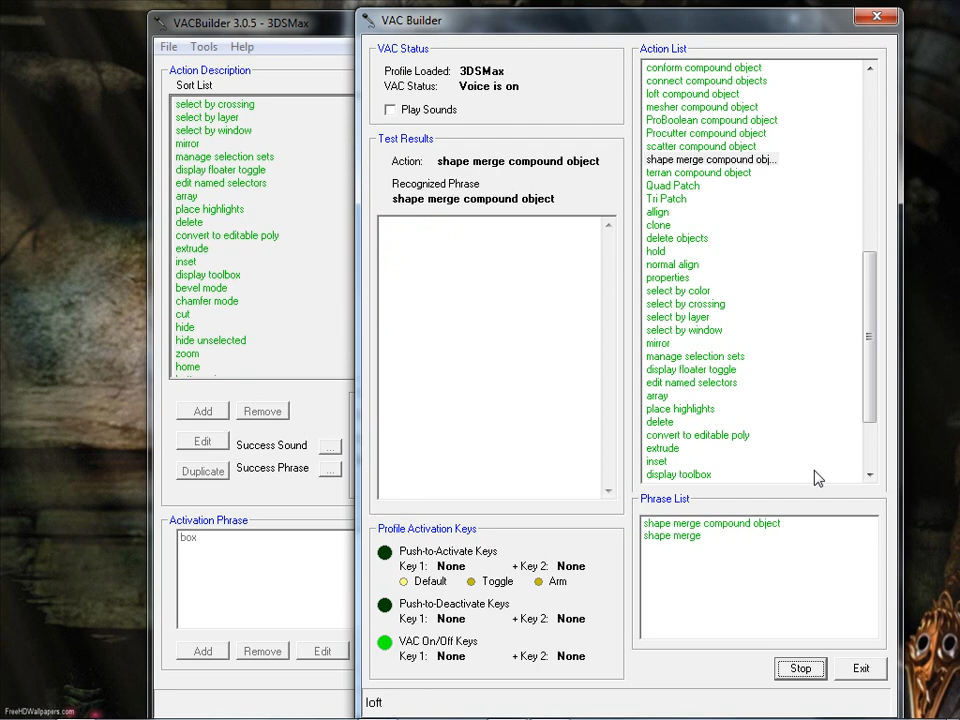 VACBuilder 3.0.5 - 3DSMax
File Tools Help
Action Description
Sort List
select by crossing
select by layer
select by window
mirror
manage selection sets
display floater toggle
edit named selectors
array
place highlights
delete
convert to editable poly
extrude
inset
display toolbox
bevel mode
chamfer mode
cut
hide
hide unselected
zoom
home
Add Remove
Edit Success Sound ...
Duplicate Success Phrase ...
Activation Phrase
box
Add Remove Edit
FreeHDWallpapers.com
VAC Builder
VAC Status
Profile Loaded: 3DSMax
VAC Status: Voice is on
Play Sounds
Test Results
Action: shape merge compound object
Recognized Phrase
shape merge compound object
Profile Activation Keys
Push-to-Activate Keys
Key 1: None + Key 2: None
Default Toggle Arm
Push-to-Deactivate Keys
Key 1: None + Key 2: None
VAC On/Off Keys
Key 1: None + Key 2: None
Action List
conform compound object
connect compound objects
loft compound object
mesher compound object
ProBoolean compound object
Procutter compound object
scatter compound object
shape merge compound obj...
terran compound object
Quad Patch
Tri Patch
allign
clone
delete objects
hold
normal align
properties
select by color
select by crossing
select by layer
select by window
mirror
manage selection sets
display floater toggle
edit named selectors
array
place highlights
delete
convert to editable poly
extrude
inset
display toolbox
Phrase List
shape merge compound object
shape merge
Stop Exit
loft